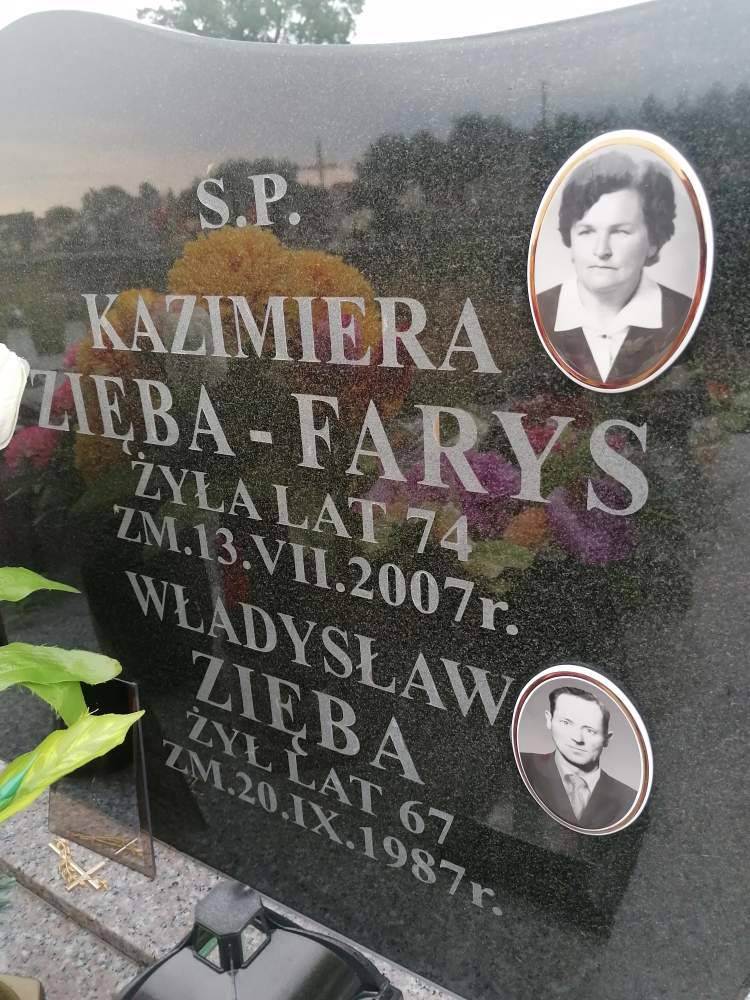 S.P.
KAZIMIERA
ZIĘBA - FARYS
ŻYŁA LAT 74
ZM.13.VII.2007r.
WŁADYSŁAW
ZIĘBA
ŻYŁ LAT 67
ZM.20.IX.1987r.